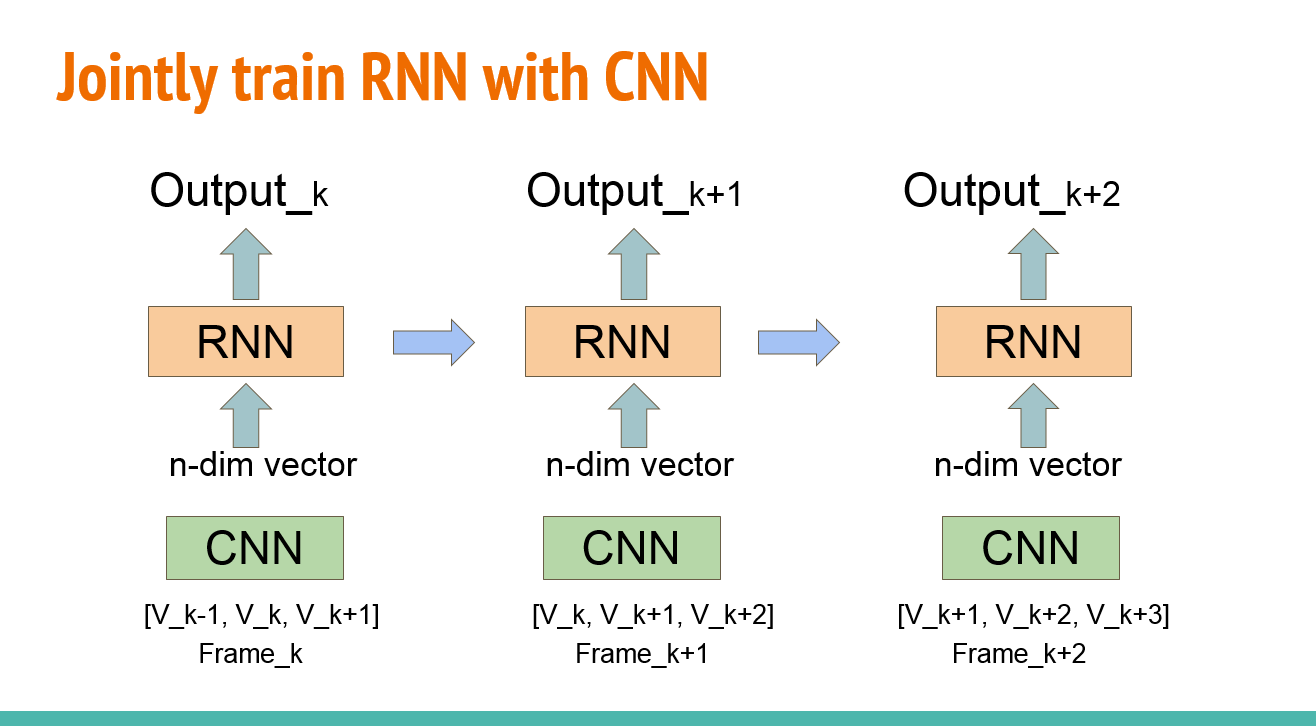 Jointly train RNN with CNN
Output_k Output_k+1 Output_k+2
RNN RNN RNN
n-dim vector n-dim vector n-dim vector
CNN CNN CNN
[V_k-1, V_k, V_k+1] [V_k, V_k+1, V_k+2] [V_k+1, V_k+2, V_k+3]
Frame_k Frame_k+1 Frame_k+2